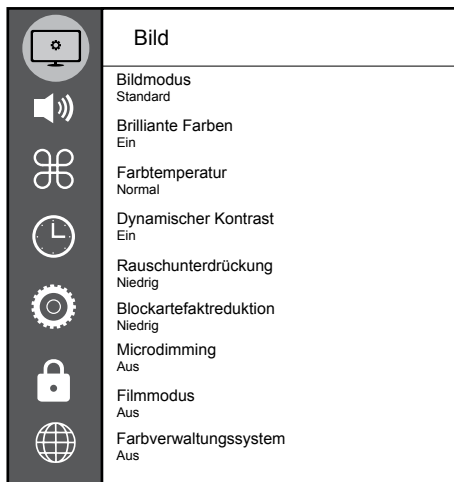 Bild
Bildmodus
Standard
Brilliante Farben
Ein
Farbtemperatur
Normal
Dynamischer Kontrast
Ein
Rauschunterdrückung
Niedrig
Blockartefaktreduktion
Niedrig
Microdimming
Aus
Filmmodus
Aus
Farbverwaltungssystem
Aus